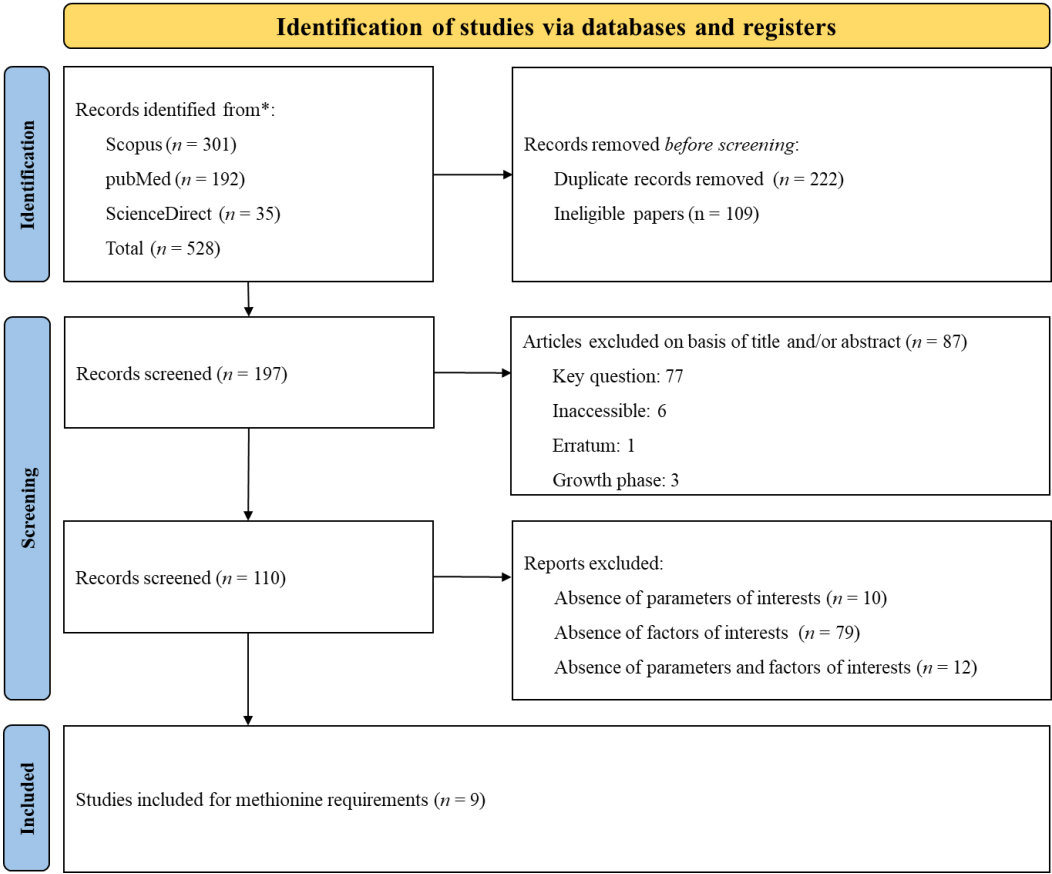 Identification of studies via databases and registers
Identification
Records identified from*:
Scopus (n = 301)
pubMed (n = 192)
ScienceDirect (n = 35)
Total (n = 528)
Records removed before screening:
Duplicate records removed (n = 222)
Ineligible papers (n = 109)
Screening
Records screened (n = 197)
Articles excluded on basis of title and/or abstract (n = 87)
Key question: 77
Inaccessible: 6
Erratum: 1
Growth phase: 3
Records screened (n = 110)
Reports excluded:
Absence of parameters of interests (n = 10)
Absence of factors of interests (n = 79)
Absence of parameters and factors of interests (n = 12)
Included
Studies included for methionine requirements (n = 9)